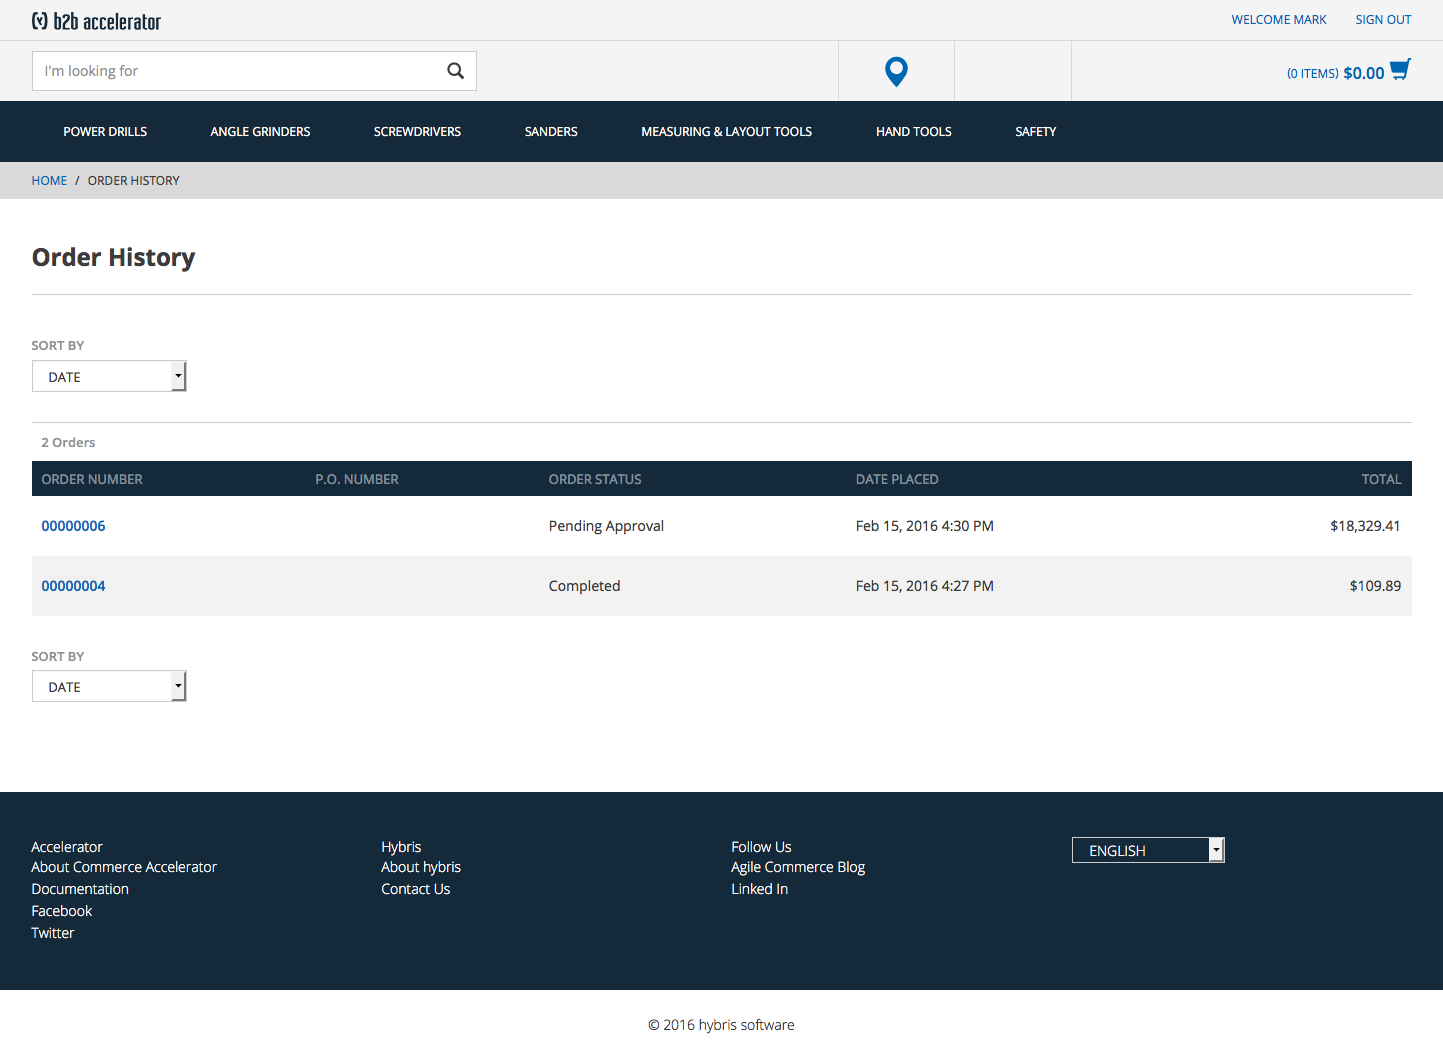 b2b accelerator
WELCOME MARK SIGN OUT
I'm looking for
(0 ITEMS) $0.00
POWER DRILLS ANGLE GRINDERS SCREWDRIVERS SANDERS MEASURING & LAYOUT TOOLS HAND TOOLS SAFETY
HOME / ORDER HISTORY
Order History
SORT BY
DATE
2 Orders
ORDER NUMBER P.O. NUMBER ORDER STATUS DATE PLACED TOTAL
00000006 Pending Approval Feb 15, 2016 4:30 PM $18,329.41
00000004 Completed Feb 15, 2016 4:27 PM $109.89
SORT BY
DATE
Accelerator
About Commerce Accelerator
Documentation
Facebook
Twitter
Hybris
About hybris
Contact Us
Follow Us
Agile Commerce Blog
Linked In
ENGLISH
© 2016 hybris software